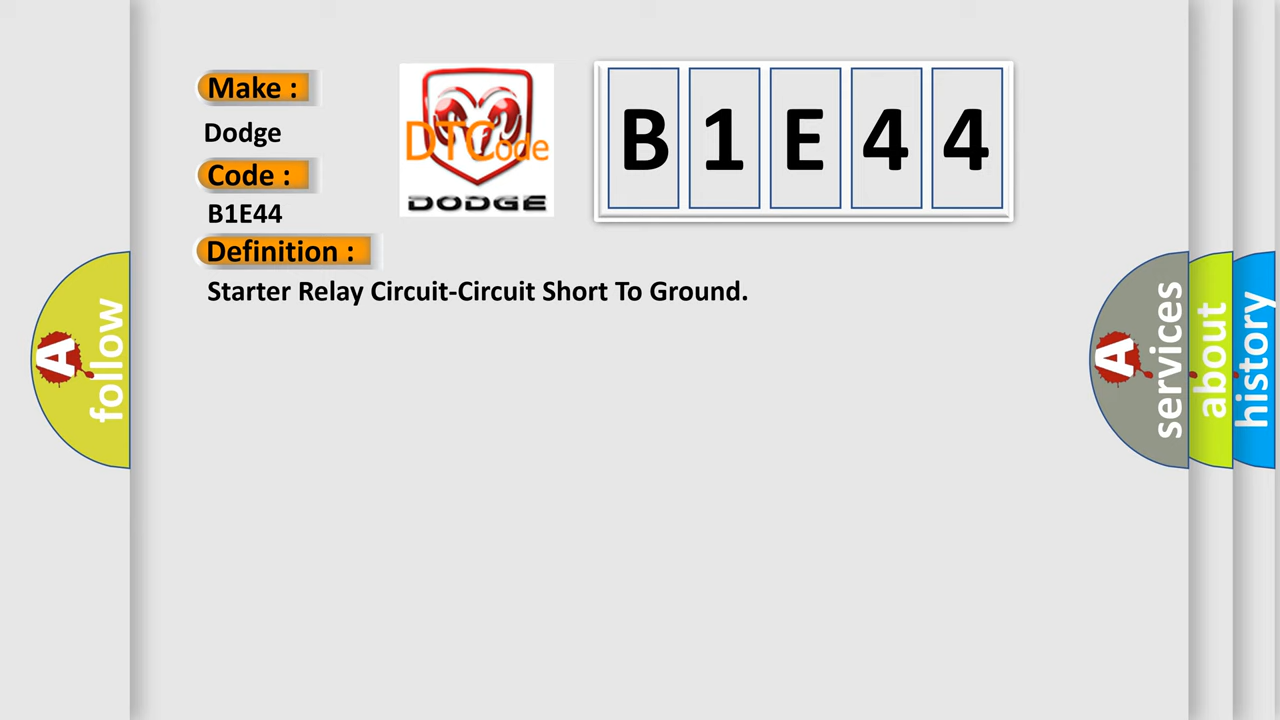 Make :
Dodge
Code :
B1E44
Definition :
Starter Relay Circuit-Circuit Short To Ground.
DTCode
DODGE
B 1 E 4 4
A follow
A services
about
history